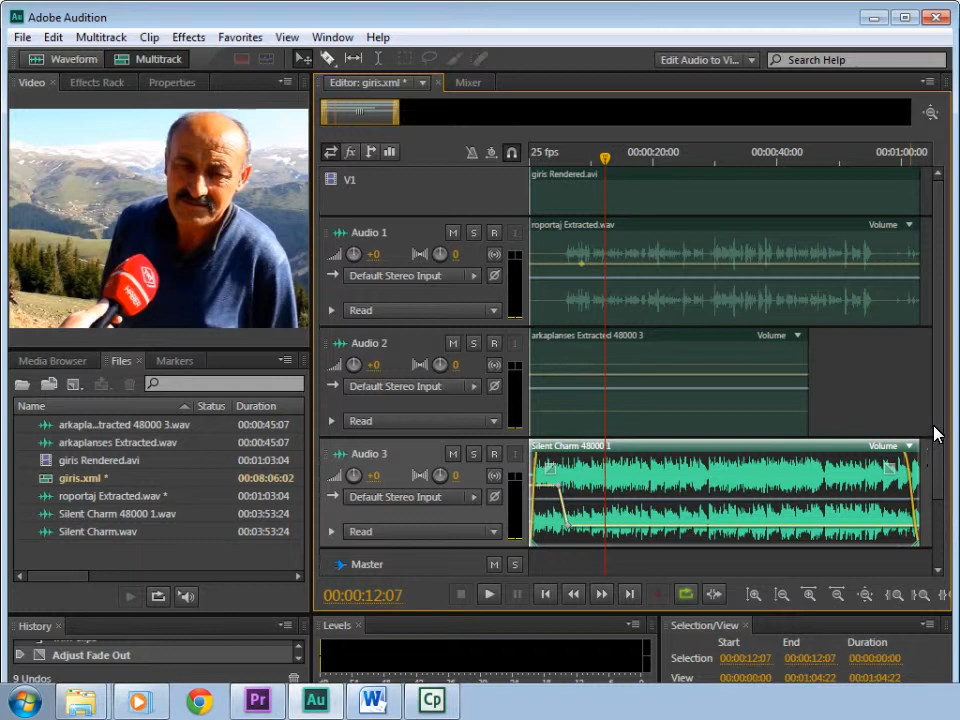 Au Adobe Audition
File Edit Multitrack Clip Effects Favorites View Window Help
Waveform Multitrack Edit Audio to Vi... Search Help
Video Effects Rack Properties Editor: giris.xml * Mixer
25 fps 00:00:20:00 00:00:40:00 00:01:00:00
V1 giris Rendered.avi
roportaj Extracted.wav Volume
Audio 1 M S R I
+0 0
Default Stereo Input
Read
HABER
arkaplanses Extracted 48000 3 Volume
Audio 2 M S R I
+0 0
Default Stereo Input
Read
Silent Charm 48000 1 Volume
Audio 3 M S R I
+0 0
Default Stereo Input
Read
Master M S
00:00:12:07
Media Browser Files Markers
Name Status Duration
arkapla...tracted 48000 3.wav 00:00:45:07
arkaplanses Extracted.wav 00:00:45:07
giris Rendered.avi 00:01:03:04
giris.xml * 00:08:06:02
roportaj Extracted.wav * 00:01:03:04
Silent Charm 48000 1.wav 00:03:53:24
Silent Charm.wav 00:03:53:24
History
Adjust Fade Out
9 Undos
Levels
Selection/View
Start End Duration
Selection 00:00:12:07 00:00:12:07 00:00:00:00
View 00:00:00:00 00:01:04:22 00:01:04:22
Pr Au W Cp